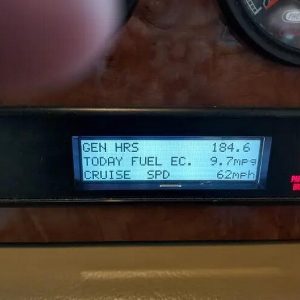 GEN HRS 184.6
TODAY FUEL EC. 9.7mpg
CRUISE SPD 62mph